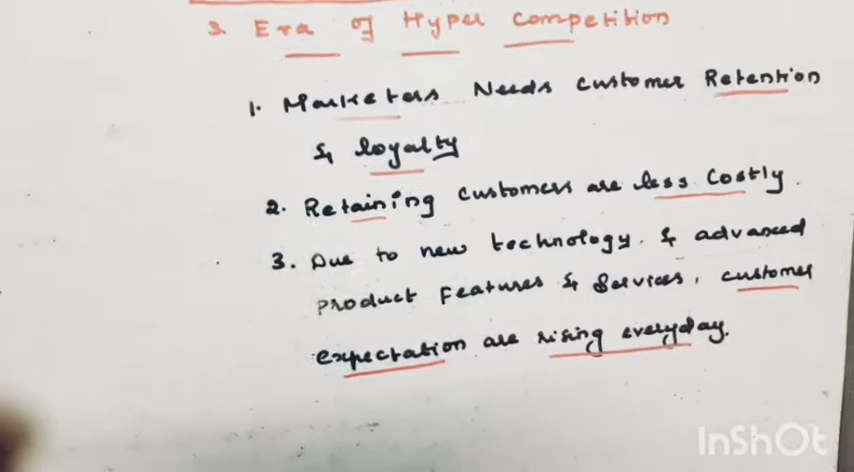 3. Era of Hyper Competition
1. Marketers Needs customer Retention
& loyalty
2. Retaining customers are less costly.
3. Due to new technology. & advanced
product Features & Services, customer
expectation are rising everyday.
InShOt